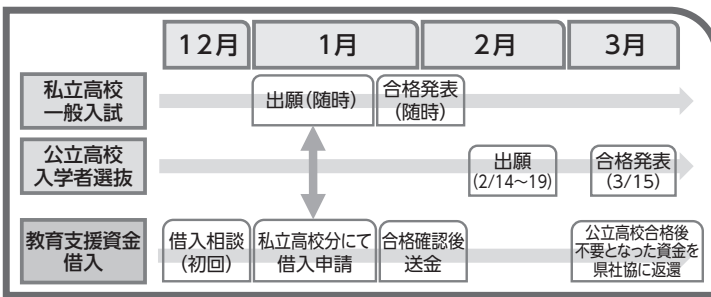 12月
1月
2月
3月
私立高校
一般入試
出願(随時)
合格発表
(随時)
公立高校
入学者選抜
出願
(2/14〜19)
合格発表
(3/15)
教育支援資金
借入
借入相談
(初回)
私立高校分にて
借入申請
合格確認後
送金
公立高校合格後
不要となった資金を
県社協に返還